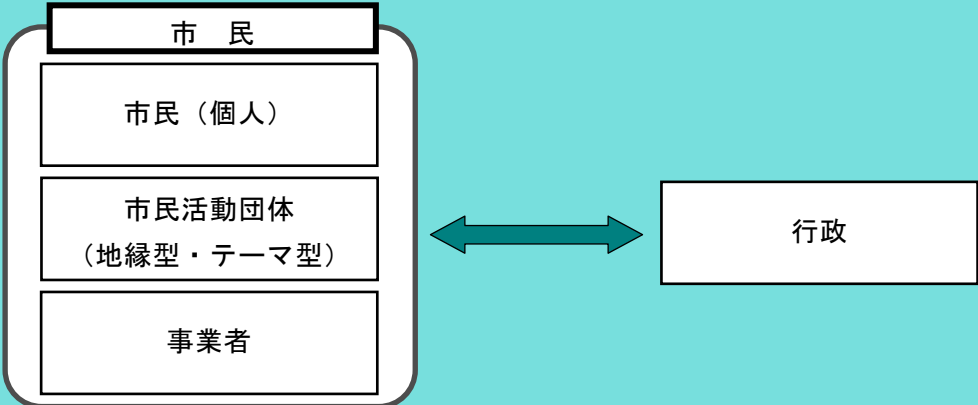 市　民
市民（個人）
市民活動団体
（地縁型・テーマ型）
事業者
行政